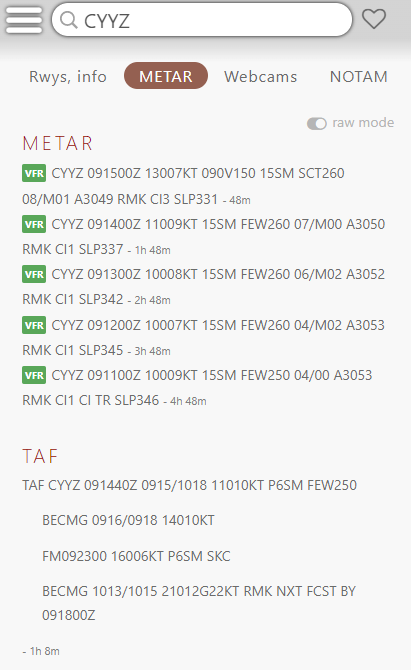 CYYZ
Rwys, info METAR Webcams NOTAM
raw mode
METAR
VFR CYYZ 091500Z 13007KT 090V150 15SM SCT260
08/M01 A3049 RMK CI3 SLP331 - 48m
VFR CYYZ 091400Z 11009KT 15SM FEW260 07/M00 A3050
RMK CI1 SLP337 - 1h 48m
VFR CYYZ 091300Z 10008KT 15SM FEW260 06/M02 A3052
RMK CI1 SLP342 - 2h 48m
VFR CYYZ 091200Z 10007KT 15SM FEW260 04/M02 A3053
RMK CI1 SLP345 - 3h 48m
VFR CYYZ 091100Z 10009KT 15SM FEW250 04/00 A3053
RMK CI1 CI TR SLP346 - 4h 48m
TAF
TAF CYYZ 091440Z 0915/1018 11010KT P6SM FEW250
BECMG 0916/0918 14010KT
FM092300 16006KT P6SM SKC
BECMG 1013/1015 21012G22KT RMK NXT FCST BY
091800Z
- 1h 8m